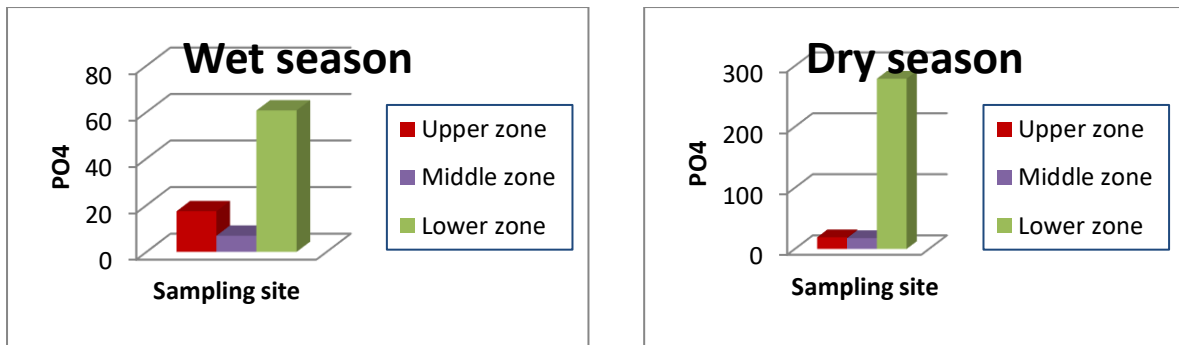 Wet season
80
60
40
20
0
PO4
Sampling site
Upper zone
Middle zone
Lower zone
Dry season
300
200
100
0
PO4
Sampling site
Upper zone
Middle zone
Lower zone